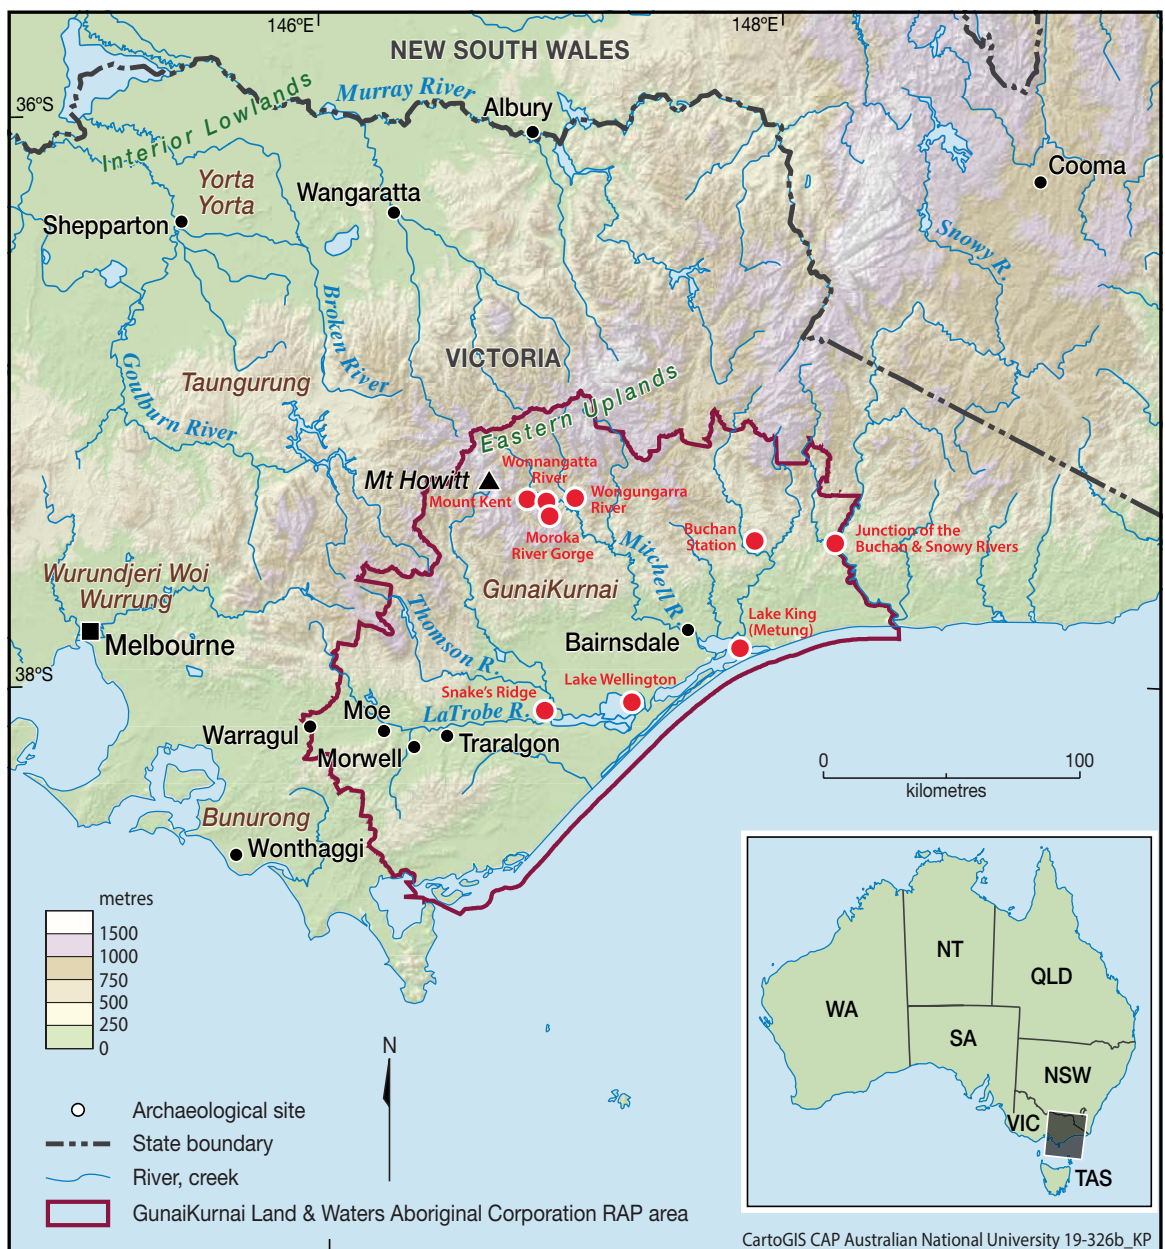 146°E
148°E
NEW SOUTH WALES
36°S
Murray River
Albury
Interior Lowlands
Cooma
Yorta
Yorta
Wangaratta
Shepparton
Snowy R.
Broken River
VICTORIA
Goulburn River
Taungurung
Eastern Uplands
Mt Howitt
Wonnangatta
River
Mount Kent
Wongungarra
River
Moroka
River Gorge
Buchan
Station
Junction of the
Buchan & Snowy Rivers
Mitchell R.
Wurundjeri Woi
Wurrung
GunaiKurnai
Thomson R.
Melbourne
Lake King
(Metung)
Bairnsdale
38°S
Lake Wellington
Snake's Ridge
LaTrobe R.
Moe
Warragul
Morwell
Traralgon
0
100
kilometres
Bunurong
Wonthaggi
metres
1500
1000
750
500
250
0
N
Archaeological site
State boundary
River, creek
GunaiKurnai Land & Waters Aboriginal Corporation RAP area
NT
QLD
WA
SA
NSW
VIC
TAS
CartoGIS CAP Australian National University 19-326b_KP